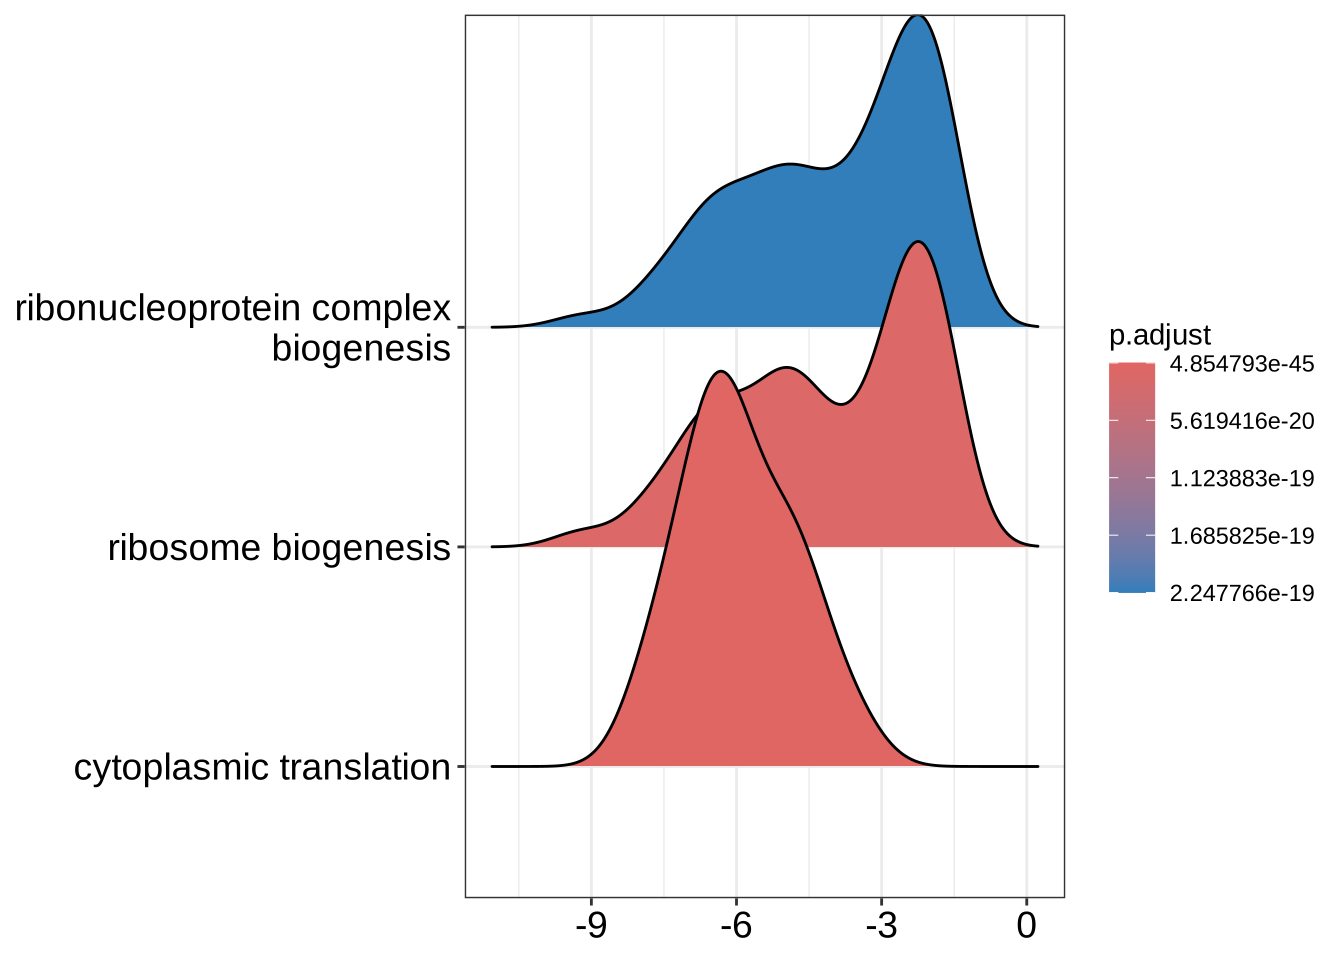 ribonucleoprotein complex
biogenesis
ribosome biogenesis
cytoplasmic translation
-9
-6
-3
0
p.adjust
4.854793e-45
5.619416e-20
1.123883e-19
1.685825e-19
2.247766e-19